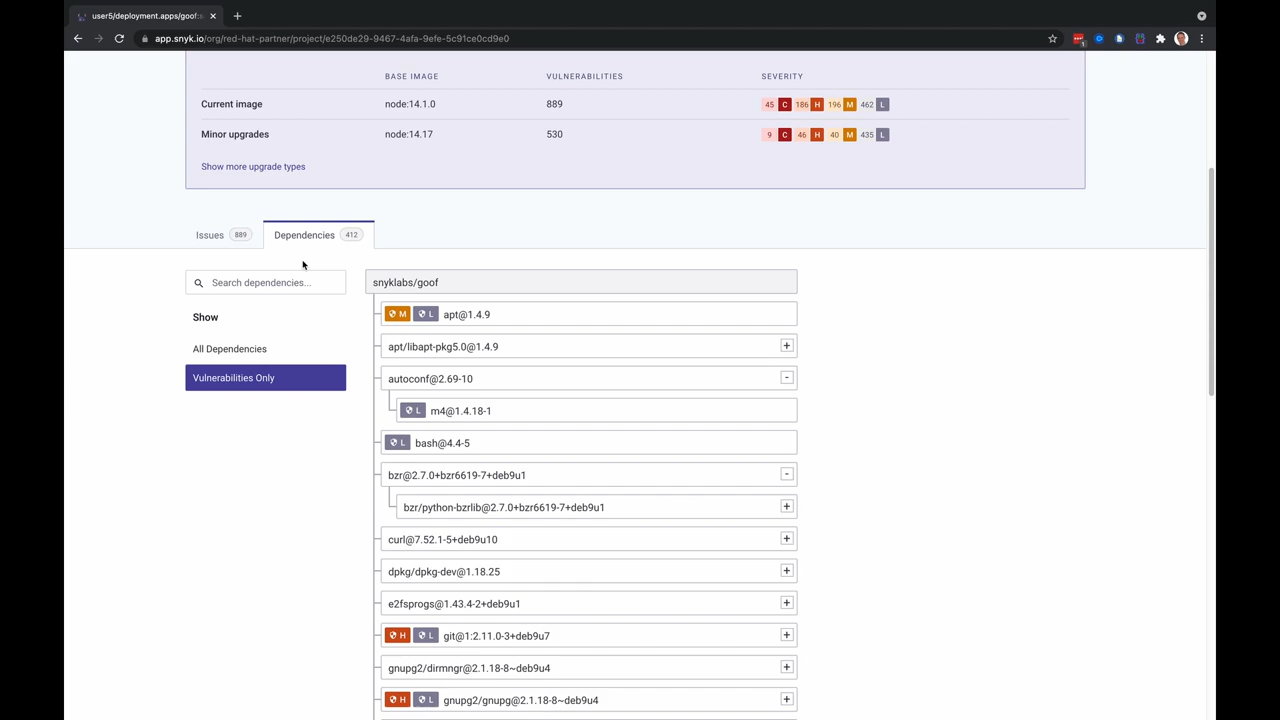 user5/deployment.apps/goof:s
app.snyk.io/org/red-hat-partner/project/e250de29-9467-4afa-9efe-5c91ce0cd9e0
1
BASE IMAGE VULNERABILITIES SEVERITY
Current image node:14.1.0 889 45 C 186 H 196 M 462 L
Minor upgrades node:14.17 530 9 C 46 H 40 M 435 L
Show more upgrade types
Issues 889 Dependencies 412
Search dependencies...
Show
All Dependencies
Vulnerabilities Only
snyklabs/goof
M L apt@1.4.9
apt/libapt-pkg5.0@1.4.9 +
autoconf@2.69-10 -
L m4@1.4.18-1
L bash@4.4-5
bzr@2.7.0+bzr6619-7+deb9u1 -
bzr/python-bzrlib@2.7.0+bzr6619-7+deb9u1 +
curl@7.52.1-5+deb9u10 +
dpkg/dpkg-dev@1.18.25 +
e2fsprogs@1.43.4-2+deb9u1 +
H L git@1:2.11.0-3+deb9u7 +
gnupg2/dirmngr@2.1.18-8~deb9u4 +
H L gnupg2/gnupg@2.1.18-8~deb9u4 +